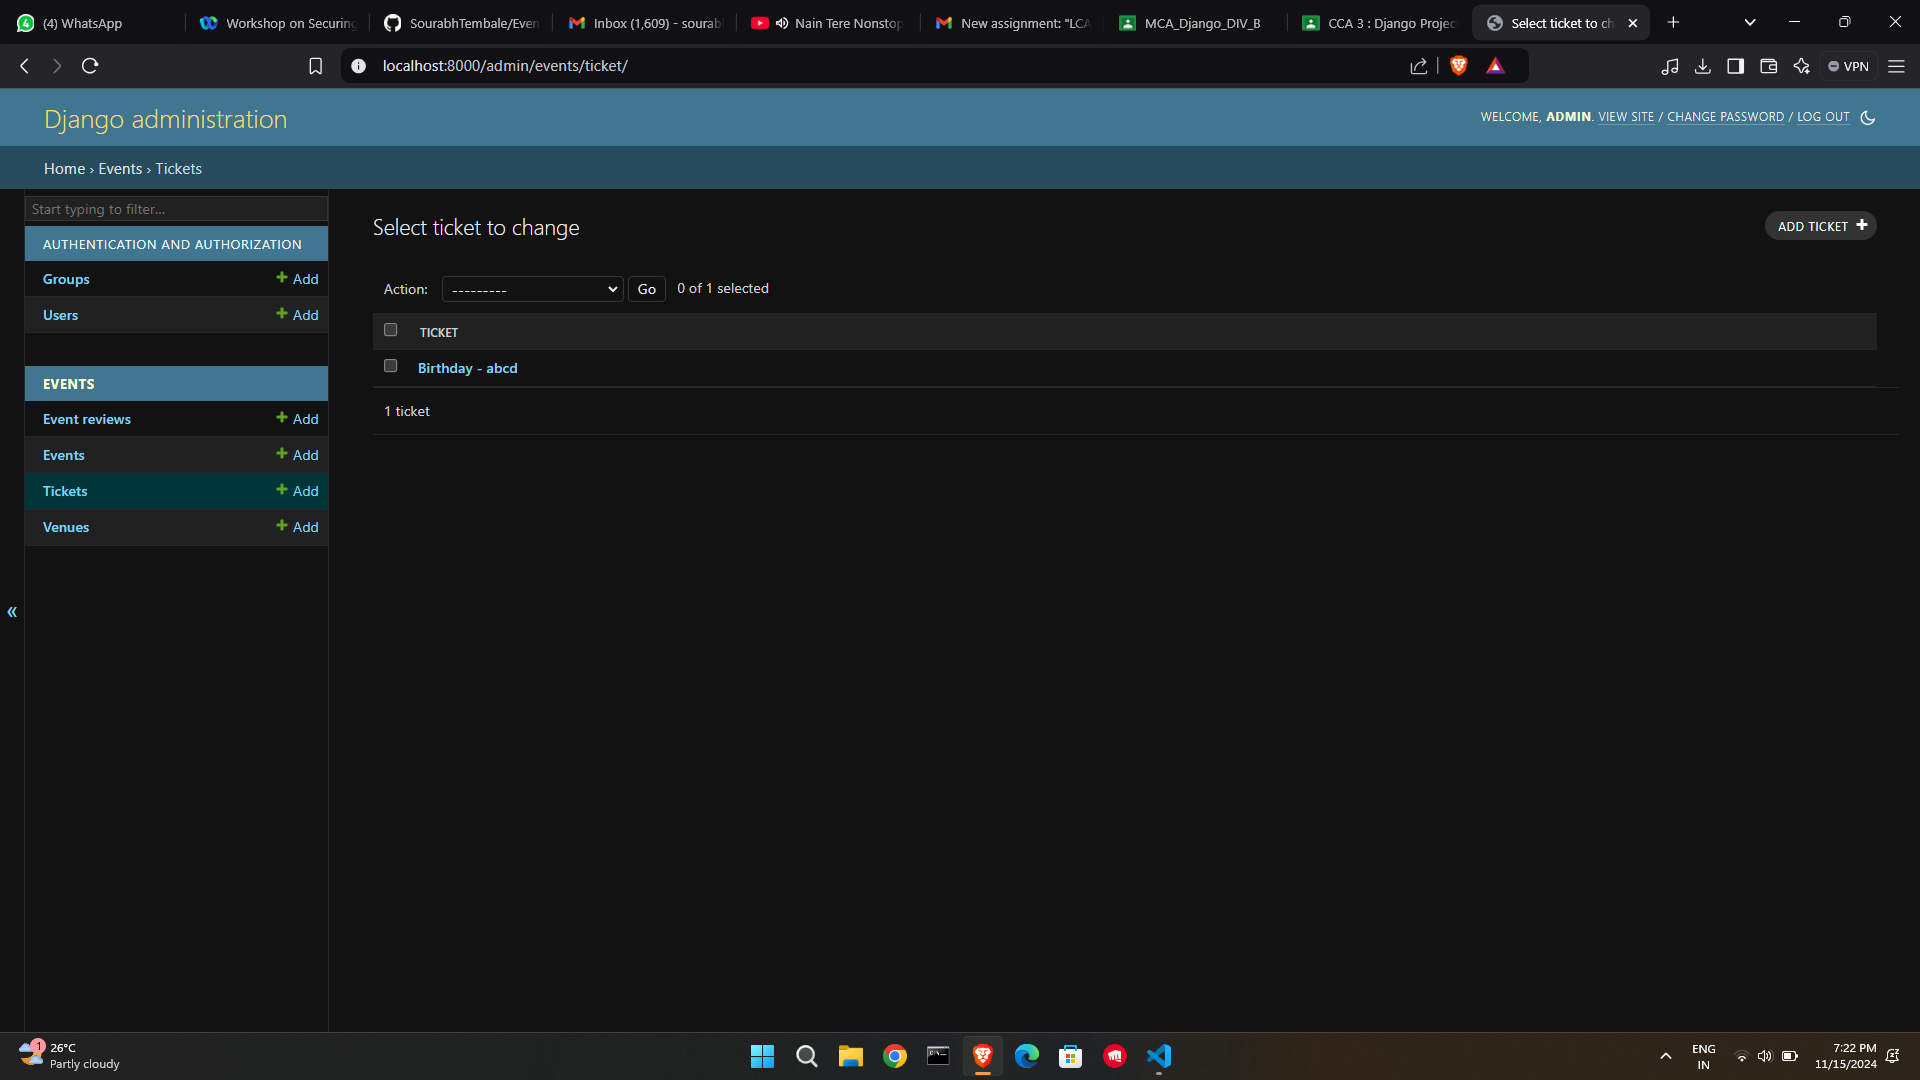 (4) WhatsApp
Workshop on Securing
SourabhTembale/Even
Inbox (1,609) - sourab
Nain Tere Nonstop
New assignment: "LCA
MCA_Django_DIV_B
CCA 3 : Django Projec
Select ticket to ch
localhost:8000/admin/events/ticket/
VPN
Django administration
WELCOME, ADMIN. VIEW SITE / CHANGE PASSWORD / LOG OUT
Home › Events › Tickets
Start typing to filter...
AUTHENTICATION AND AUTHORIZATION
Groups + Add
Users + Add
EVENTS
Event reviews + Add
Events + Add
Tickets + Add
Venues + Add
«
Select ticket to change
ADD TICKET +
Action: --------- Go 0 of 1 selected
TICKET
Birthday - abcd
1 ticket
1
26°C
Partly cloudy
ENG
IN
7:22 PM
11/15/2024